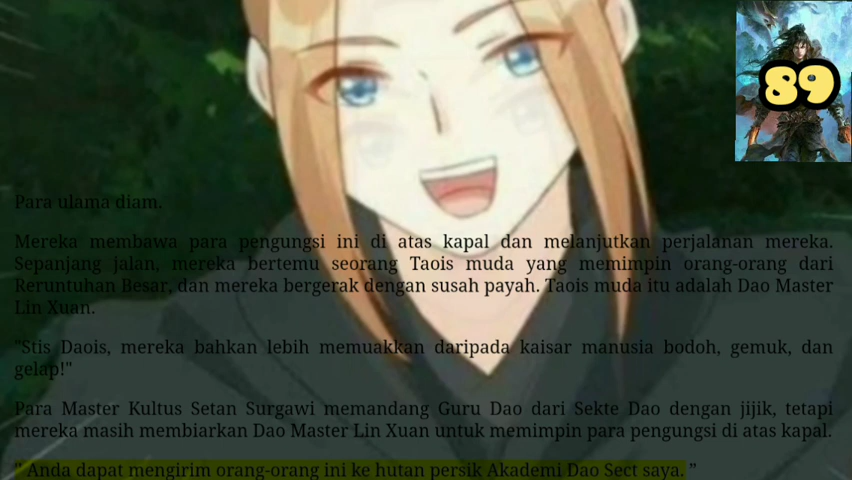 89
Para ulama diam.
Mereka membawa para pengungsi ini di atas kapal dan melanjutkan perjalanan mereka.
Sepanjang jalan, mereka bertemu seorang Taois muda yang memimpin orang-orang dari
Reruntuhan Besar, dan mereka bergerak dengan susah payah. Taois muda itu adalah Dao Master
Lin Xuan.
"Stis Daois, mereka bahkan lebih memuakkan daripada kaisar manusia bodoh, gemuk, dan
gelap!"
Para Master Kultus Setan Surgawi memandang Guru Dao dari Sekte Dao dengan jijik, tetapi
mereka masih membiarkan Dao Master Lin Xuan untuk memimpin para pengungsi di atas kapal.
" Anda dapat mengirim orang-orang ini ke hutan persik Akademi Dao Sect saya. ”